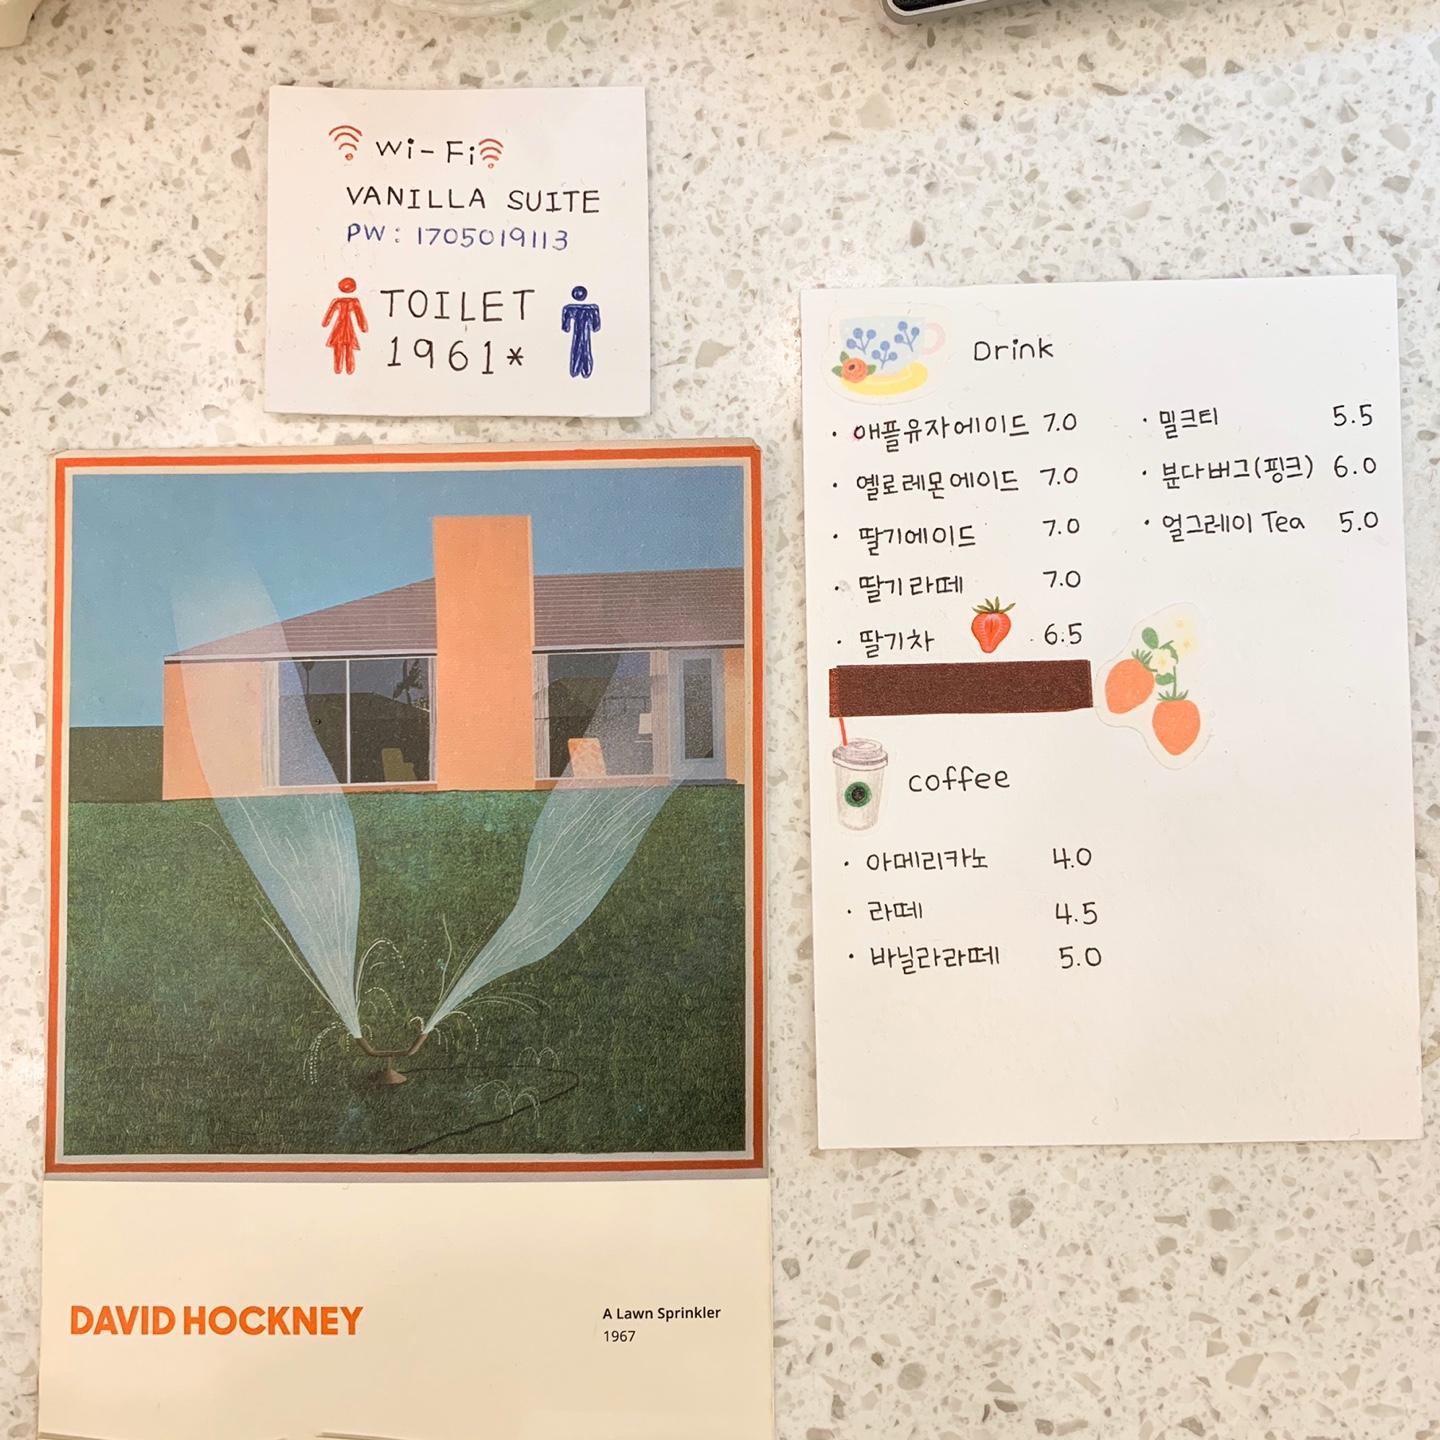 Wi-Fi
VANILLA SUITE
PW: 1705019113
TOILET
1961*
Drink
· 애플유자에이드 7.0
· 옐로레몬에이드 7.0
· 딸기에이드 7.0
· 딸기라떼 7.0
· 딸기차 6.5
· 밀크티 5.5
· 분다버그(핑크) 6.0
· 얼그레이 Tea 5.0
coffee
· 아메리카노 4.0
· 라떼 4.5
· 바닐라라떼 5.0
DAVID HOCKNEY
A Lawn Sprinkler
1967